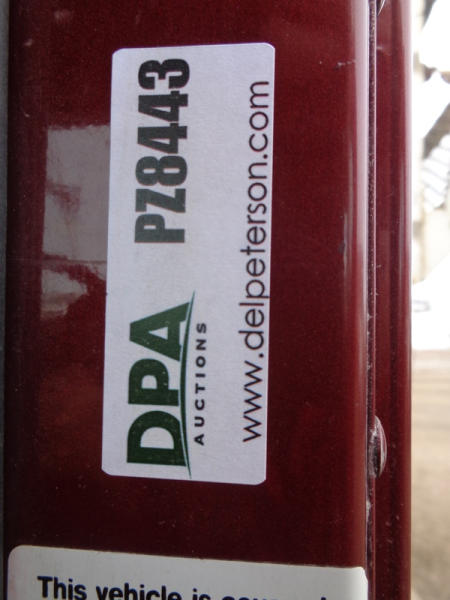 DPA PZ8443
AUCTIONS
www.delpeterson.com
This vehicle is